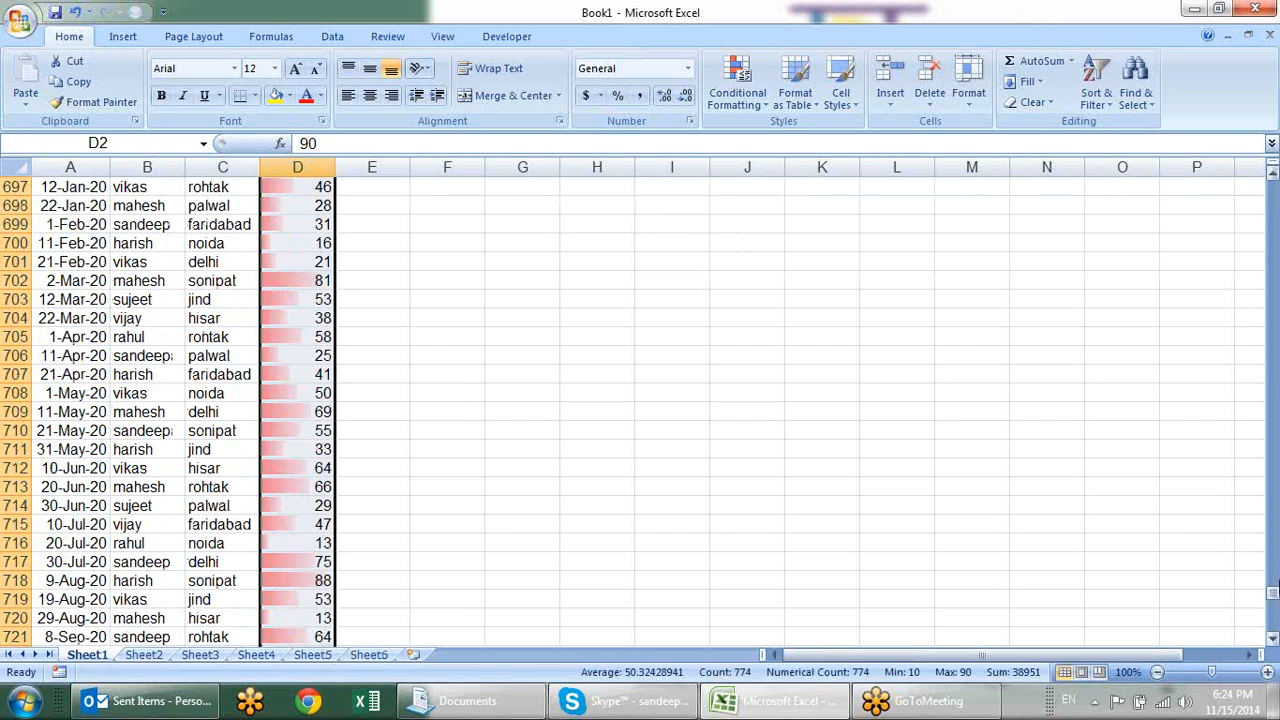 Book1 - Microsoft Excel
Home Insert Page Layout Formulas Data Review View Developer
Paste Cut Arial 12 Wrap Text General Conditional Formatting Format as Table Cell Styles Insert Delete Format AutoSum Sort & Filter Find & Select
Copy Fill
Format Painter B I U A Merge & Center $ % , Clear
Clipboard Font Alignment Number Styles Cells Editing
D2 fx 90
A B C D E F G H I J K L M N O P
697 12-Jan-20 vikas rohtak 46
698 22-Jan-20 mahesh palwal 28
699 1-Feb-20 sandeep faridabad 31
700 11-Feb-20 harish noida 16
701 21-Feb-20 vikas delhi 21
702 2-Mar-20 mahesh sonipat 81
703 12-Mar-20 sujeet jind 53
704 22-Mar-20 vijay hisar 38
705 1-Apr-20 rahul rohtak 58
706 11-Apr-20 sandeep palwal 25
707 21-Apr-20 harish faridabad 41
708 1-May-20 vikas noida 50
709 11-May-20 mahesh delhi 69
710 21-May-20 sandeep sonipat 55
711 31-May-20 harish jind 33
712 10-Jun-20 vikas hisar 64
713 20-Jun-20 mahesh rohtak 66
714 30-Jun-20 sujeet palwal 29
715 10-Jul-20 vijay faridabad 47
716 20-Jul-20 rahul noida 13
717 30-Jul-20 sandeep delhi 75
718 9-Aug-20 harish sonipat 88
719 19-Aug-20 vikas jind 53
720 29-Aug-20 mahesh hisar 13
721 8-Sep-20 sandeep rohtak 64
Sheet1 Sheet2 Sheet3 Sheet4 Sheet5 Sheet6
Ready Average: 50.32428941 Count: 774 Numerical Count: 774 Min: 10 Max: 90 Sum: 38951 100%
Sent Items - Perso... Documents Skype™ - sandeep... Microsoft Excel - ... GoToMeeting EN 6:24 PM
11/15/2014